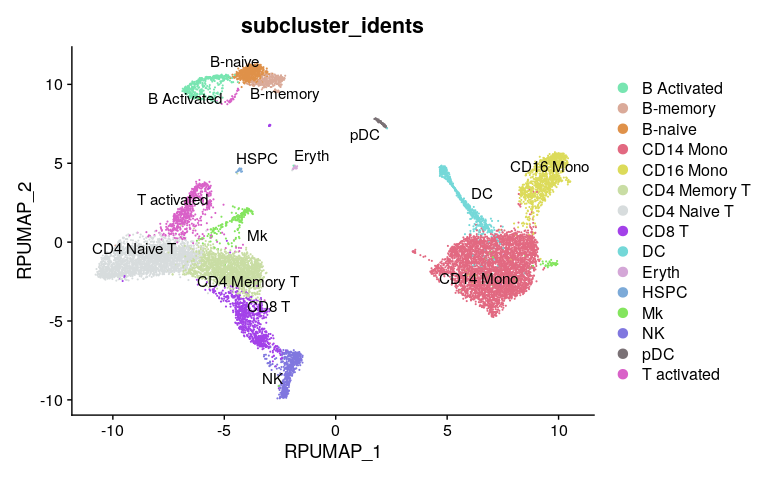 subcluster_idents
B-naive
B Activated
B-memory
pDC
HSPC
Eryth
CD16 Mono
T activated
DC
Mk
CD4 Naive T
CD4 Memory T
CD14 Mono
CD8 T
NK
RPUMAP_2
10
5
0
-5
-10
-10
-5
0
5
10
RPUMAP_1
B Activated
B-memory
B-naive
CD14 Mono
CD16 Mono
CD4 Memory T
CD4 Naive T
CD8 T
DC
Eryth
HSPC
Mk
NK
pDC
T activated